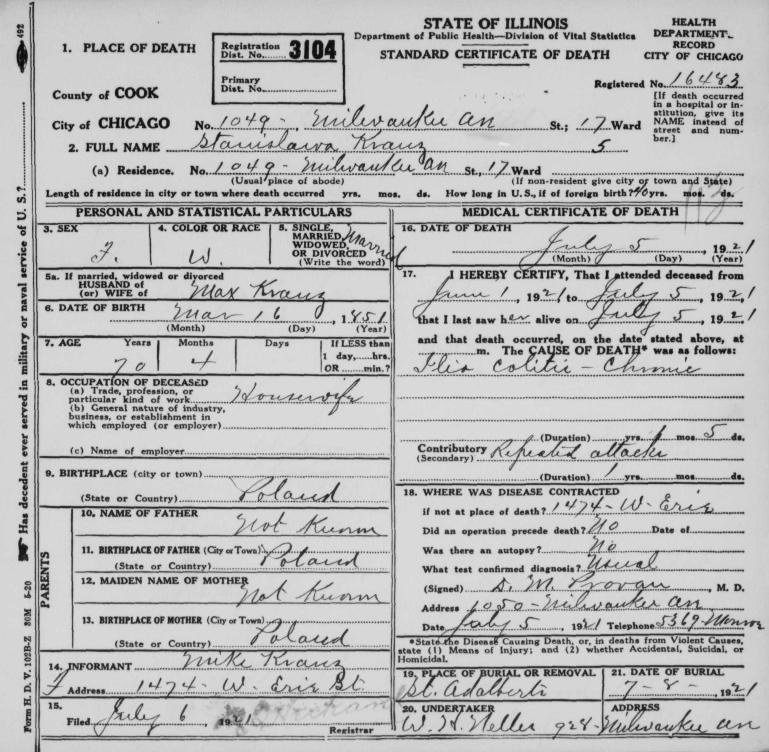 STATE OF ILLINOIS
Department of Public Health—Division of Vital Statistics
STANDARD CERTIFICATE OF DEATH
HEALTH
DEPARTMENT
RECORD
CITY OF CHICAGO
Registered No. 16483
[If death occurred
in a hospital or in-
stitution, give its
NAME instead of
street and num-
ber.]
1. PLACE OF DEATH
Registration
Dist. No. 3104
Primary
Dist. No.
County of COOK
City of CHICAGO No. 1049 - Milwaukee av St.; 17 Ward
2. FULL NAME Stanislawa Kranz 5
(a) Residence. No. 1049 - Milwaukee av St., 17 Ward
(Usual place of abode) (If non-resident give city or town and State)
Length of residence in city or town where death occurred yrs. mos. ds. How long in U.S., if of foreign birth? 40 yrs. mos. ds.
PERSONAL AND STATISTICAL PARTICULARS
3. SEX
F.
4. COLOR OR RACE
W.
5. SINGLE,
MARRIED,
WIDOWED,
OR DIVORCED
(Write the word)
Married
5a. If married, widowed or divorced
HUSBAND of
(or) WIFE of Max Kranz
6. DATE OF BIRTH Mar 16, 1851
(Month) (Day) (Year)
7. AGE Years Months Days If LESS than
1 day, hrs.
OR min.?
70 4
8. OCCUPATION OF DECEASED
(a) Trade, profession, or
particular kind of work Housewife
(b) General nature of industry,
business, or establishment in
which employed (or employer)
(c) Name of employer
9. BIRTHPLACE (city or town)
(State or Country) Poland
PARENTS
10. NAME OF FATHER
Not Known
11. BIRTHPLACE OF FATHER (City or Town)
(State or Country) Poland
12. MAIDEN NAME OF MOTHER
Not Known
13. BIRTHPLACE OF MOTHER (City or Town)
(State or Country) Poland
14. INFORMANT Mike Kranz
Address 1474 - W. Erie St.
15.
Filed July 6, 1921
Registrar
MEDICAL CERTIFICATE OF DEATH
16. DATE OF DEATH
July 5, 1921
(Month) (Day) (Year)
17. I HEREBY CERTIFY, That I attended deceased from
June 1, 1921 to July 5, 1921,
that I last saw her alive on July 5, 1921
and that death occurred, on the date stated above, at
m. The CAUSE OF DEATH* was as follows:
Ilio Colitis - Chronic
(Duration) yrs. 1 mos. 5 ds.
Contributory Repeated attacks
(Secondary)
(Duration) 1 yrs. mos. ds.
18. WHERE WAS DISEASE CONTRACTED
if not at place of death? 1474 - W - Erie
Did an operation precede death? No Date of
Was there an autopsy? No
What test confirmed diagnosis? Usual
(Signed) S. M. Provan, M. D.
Address 1050 - Milwaukee av
Date July 5, 1921 Telephone 5369 - Monroe
*State the Disease Causing Death, or, in deaths from Violent Causes,
state (1) Means of Injury; and (2) whether Accidental, Suicidal, or
Homicidal.
19. PLACE OF BURIAL OR REMOVAL
St. Adalberts
21. DATE OF BURIAL
7 - 8 -, 1921
20. UNDERTAKER
W. H. Heller
ADDRESS
928 - Milwaukee av
Has decedent ever served in military or naval service of U. S.?
Form H. D. V. 102B-Z 30M 5-20
492